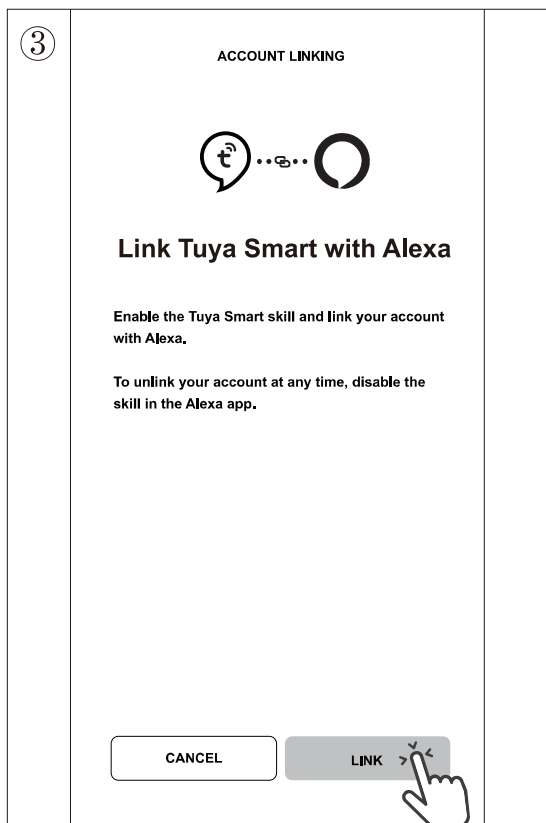 ③
ACCOUNT LINKING
Link Tuya Smart with Alexa
Enable the Tuya Smart skill and link your account
with Alexa.
To unlink your account at any time, disable the
skill in the Alexa app.
CANCEL
LINK